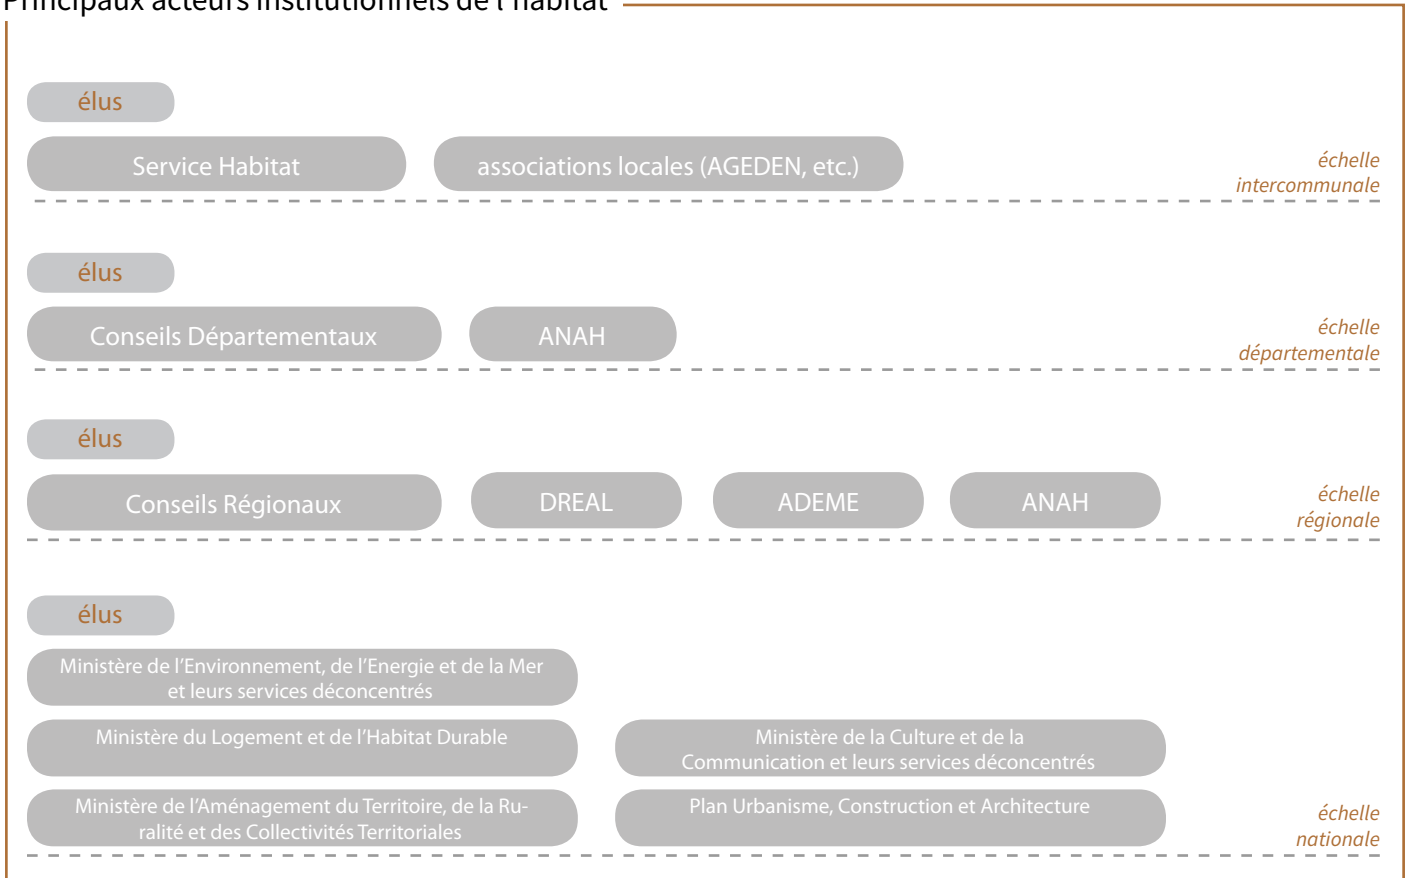 Principaux acteurs institutionnels de l'habitat
élus
Service Habitat
associations locales (AGEDEN, etc.)
échelle
intercommunale
élus
Conseils Départementaux
ANAH
échelle
départementale
élus
Conseils Régionaux
DREAL
ADEME
ANAH
échelle
régionale
élus
Ministère de l'Environnement, de l'Energie et de la Mer
et leurs services déconcentrés
Ministère du Logement et de l'Habitat Durable
Ministère de la Culture et de la
Communication et leurs services déconcentrés
Ministère de l'Aménagement du Territoire, de la Ru-
ralité et des Collectivités Territoriales
Plan Urbanisme, Construction et Architecture
échelle
nationale